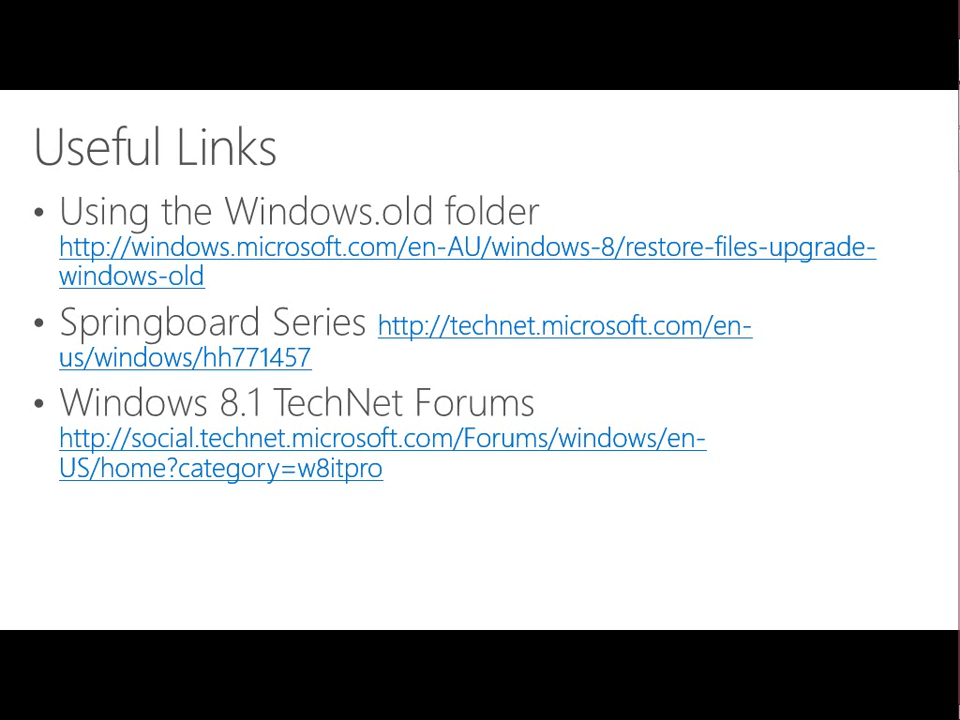 Useful Links
• Using the Windows.old folder
http://windows.microsoft.com/en-AU/windows-8/restore-files-upgrade-
windows-old
• Springboard Series http://technet.microsoft.com/en-
us/windows/hh771457
• Windows 8.1 TechNet Forums
http://social.technet.microsoft.com/Forums/windows/en-
US/home?category=w8itpro